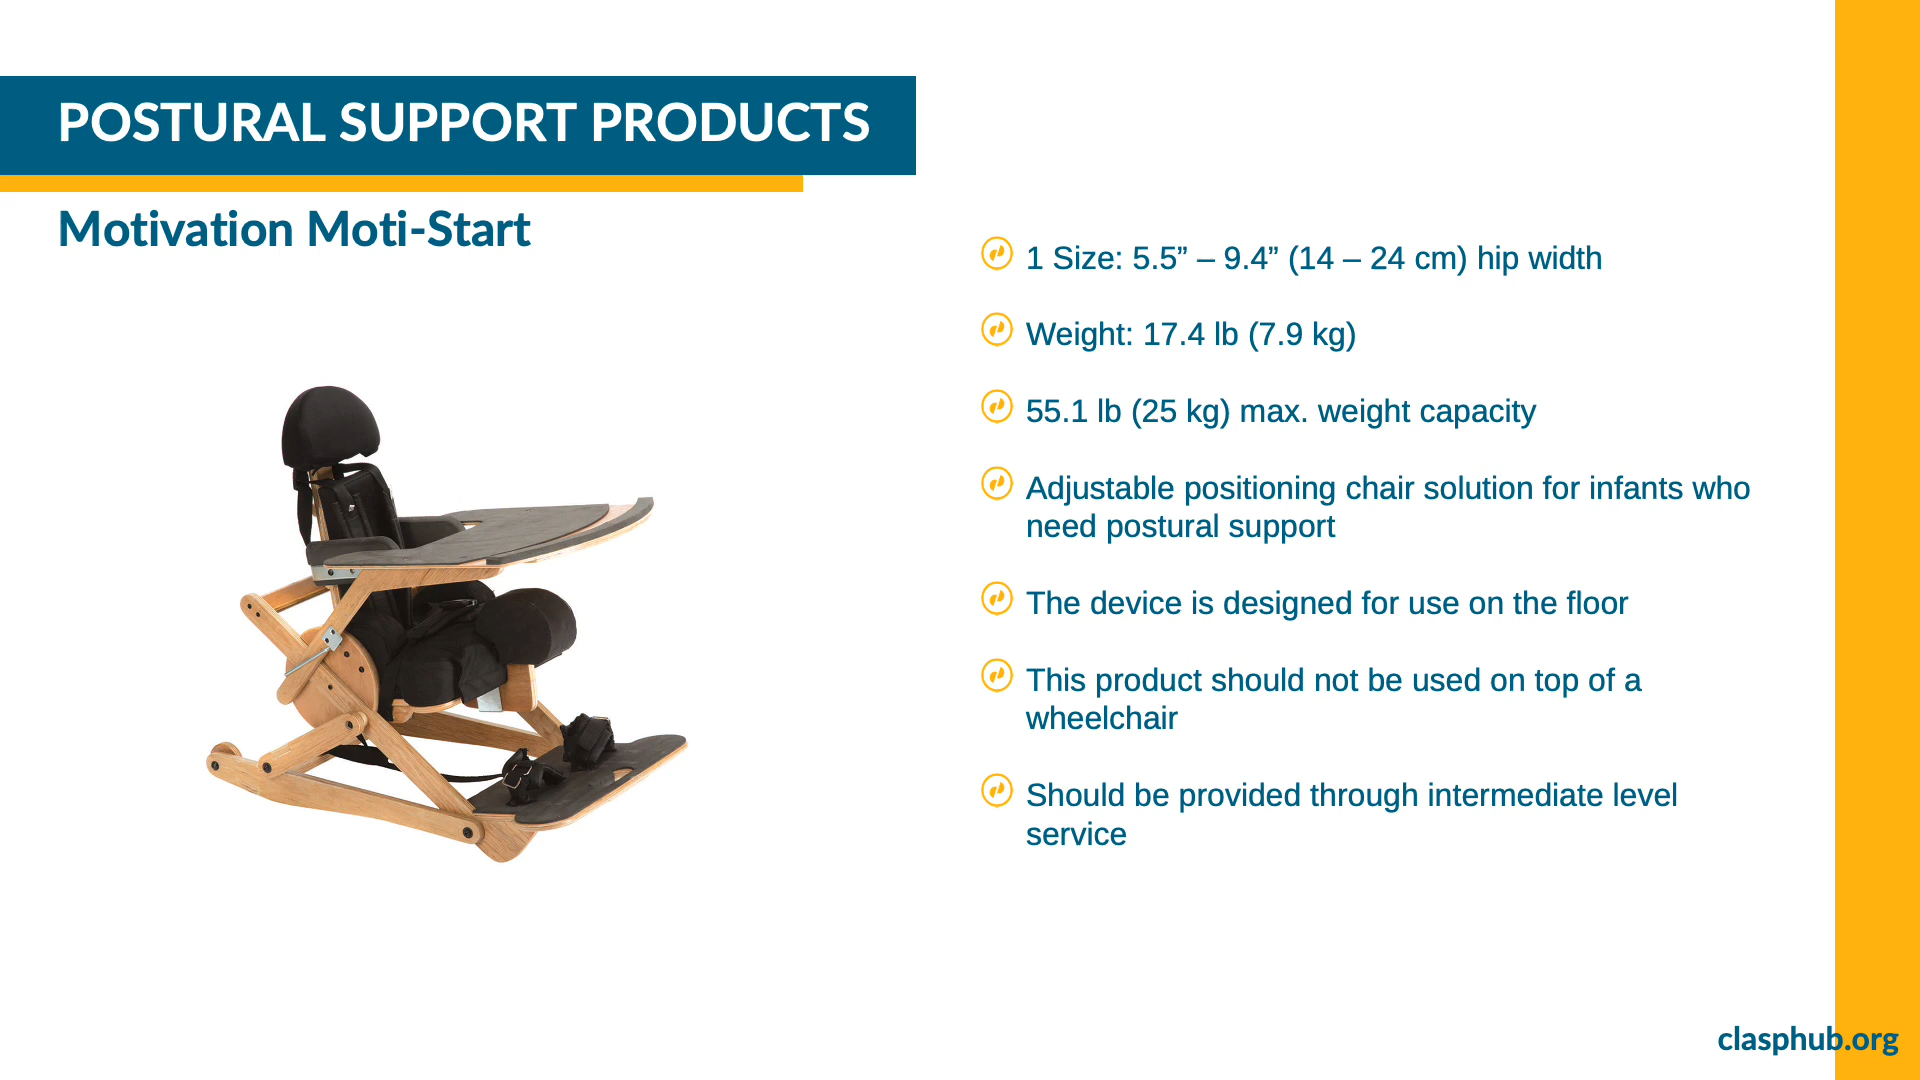 POSTURAL SUPPORT PRODUCTS
Motivation Moti-Start
1 Size: 5.5” – 9.4” (14 – 24 cm) hip width
Weight: 17.4 lb (7.9 kg)
55.1 lb (25 kg) max. weight capacity
Adjustable positioning chair solution for infants who
need postural support
The device is designed for use on the floor
This product should not be used on top of a
wheelchair
Should be provided through intermediate level
service
clasphub.org